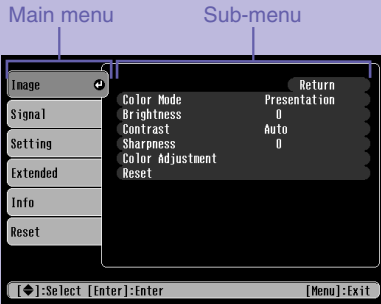 Main menu Sub-menu
Image Return
Color Mode Presentation
Brightness 0
Signal Contrast Auto
Setting Sharpness 0
Color Adjustment
Extended Reset
Info
Reset
[◆]:Select [Enter]:Enter [Menu]:Exit